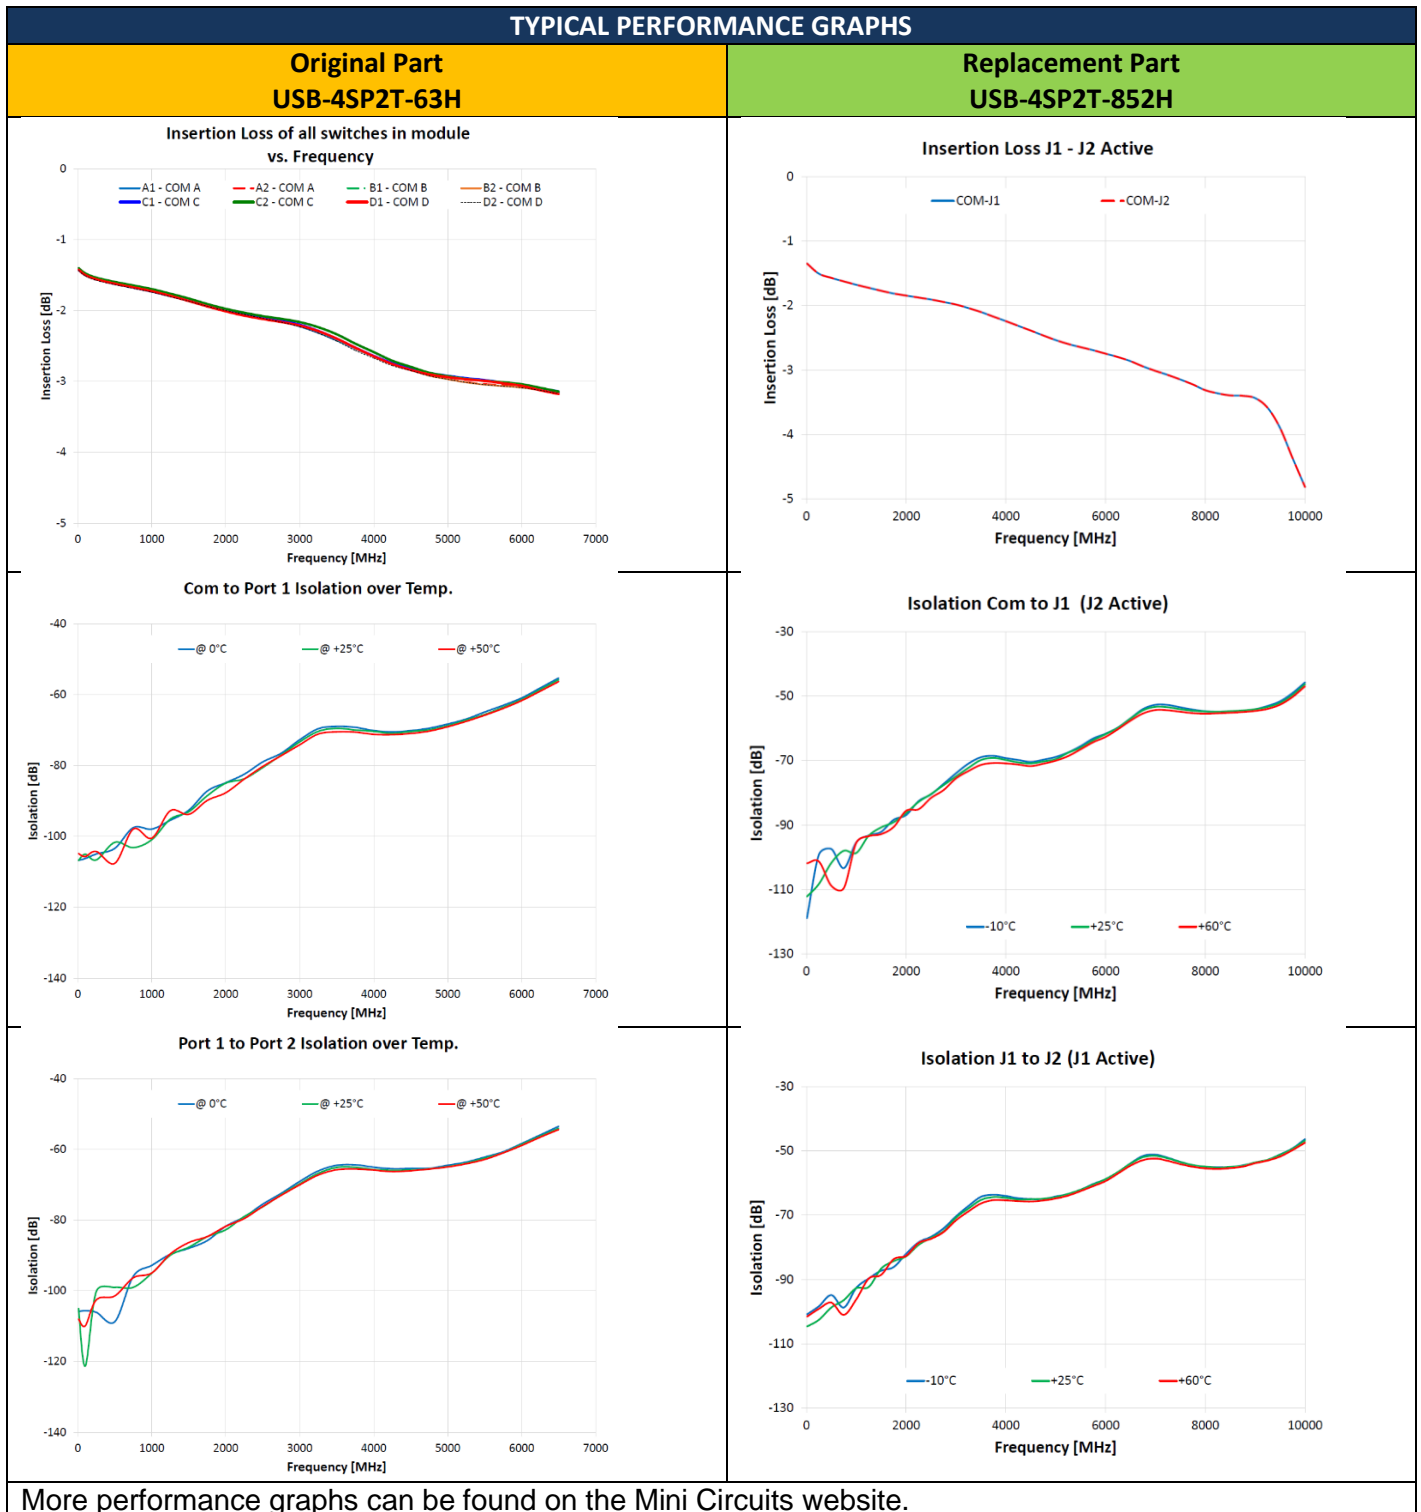 TYPICAL PERFORMANCE GRAPHS
Original Part
USB-4SP2T-63H
Replacement Part
USB-4SP2T-852H
Insertion Loss of all switches in module
vs. Frequency
0
A1 - COM A
A2 - COM A
B1 - COM B
B2 - COM B
C1 - COM C
C2 - COM C
D1 - COM D
D2 - COM D
-1
-2
-3
-4
-5
Insertion Loss [dB]
0 1000 2000 3000 4000 5000 6000 7000
Frequency [MHz]
Insertion Loss J1 - J2 Active
0
COM-J1
COM-J2
-1
-2
-3
-4
-5
Insertion Loss [dB]
0 2000 4000 6000 8000 10000
Frequency [MHz]
Com to Port 1 Isolation over Temp.
-40
@ 0°C
@ +25°C
@ +50°C
-60
-80
-100
-120
-140
Isolation [dB]
0 1000 2000 3000 4000 5000 6000 7000
Frequency [MHz]
Isolation Com to J1 (J2 Active)
-30
-50
-70
-90
-110
-130
Isolation [dB]
-10°C
+25°C
+60°C
0 2000 4000 6000 8000 10000
Frequency [MHz]
Port 1 to Port 2 Isolation over Temp.
-40
@ 0°C
@ +25°C
@ +50°C
-60
-80
-100
-120
-140
Isolation [dB]
0 1000 2000 3000 4000 5000 6000 7000
Frequency [MHz]
Isolation J1 to J2 (J1 Active)
-30
-50
-70
-90
-110
-130
Isolation [dB]
-10°C
+25°C
+60°C
0 2000 4000 6000 8000 10000
Frequency [MHz]
More performance graphs can be found on the Mini Circuits website.